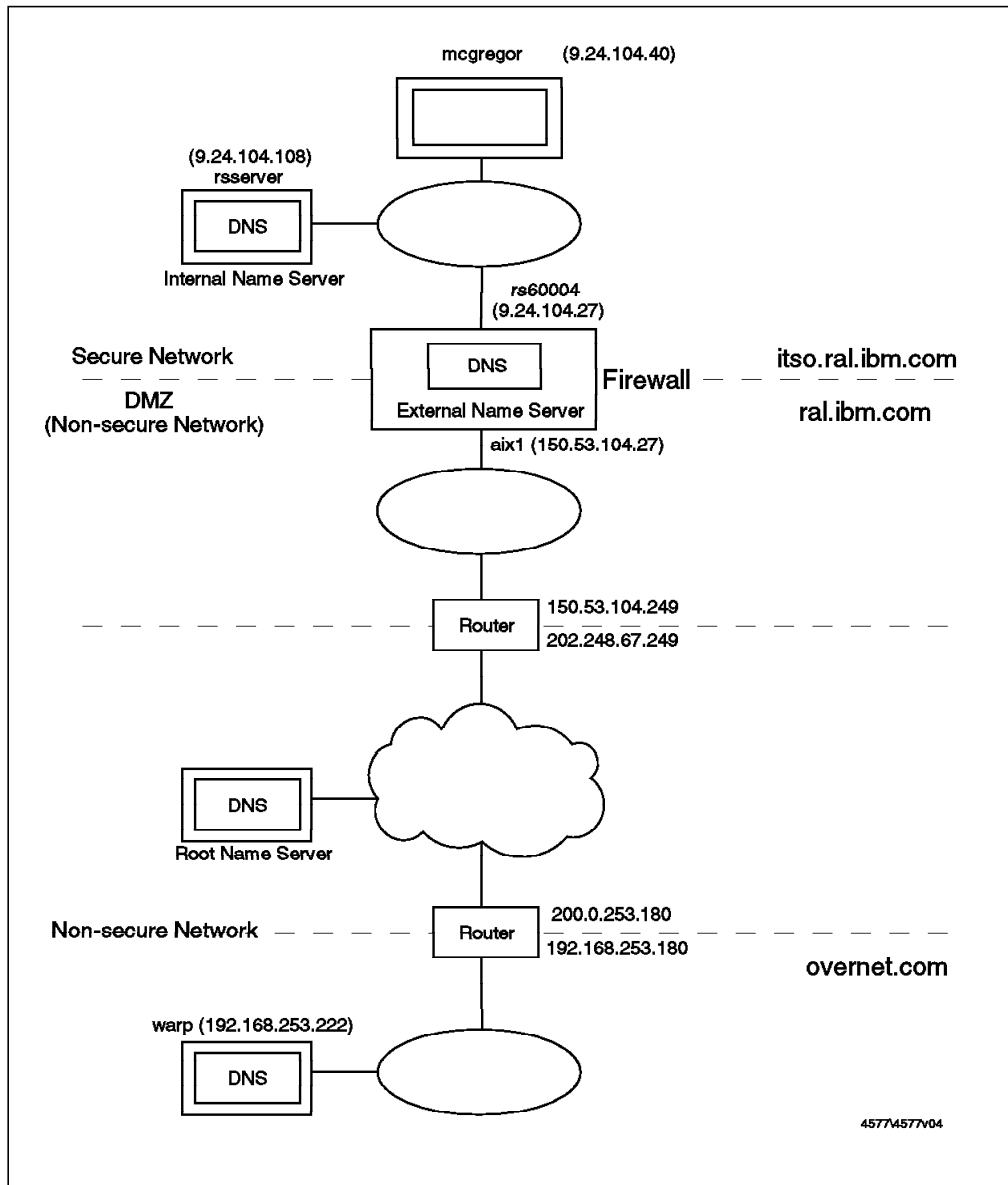 mcgregor (9.24.104.40)
(9.24.104.108)
rsserver
DNS
Internal Name Server
rs60004
(9.24.104.27)
Secure Network
DNS
Firewall
itso.ral.ibm.com
DMZ
(Non-secure Network)
External Name Server
ral.ibm.com
aix1 (150.53.104.27)
150.53.104.249
Router
202.248.67.249
DNS
Root Name Server
200.0.253.180
Non-secure Network
Router
192.168.253.180
overnet.com
warp (192.168.253.222)
DNS
4577\4577v04